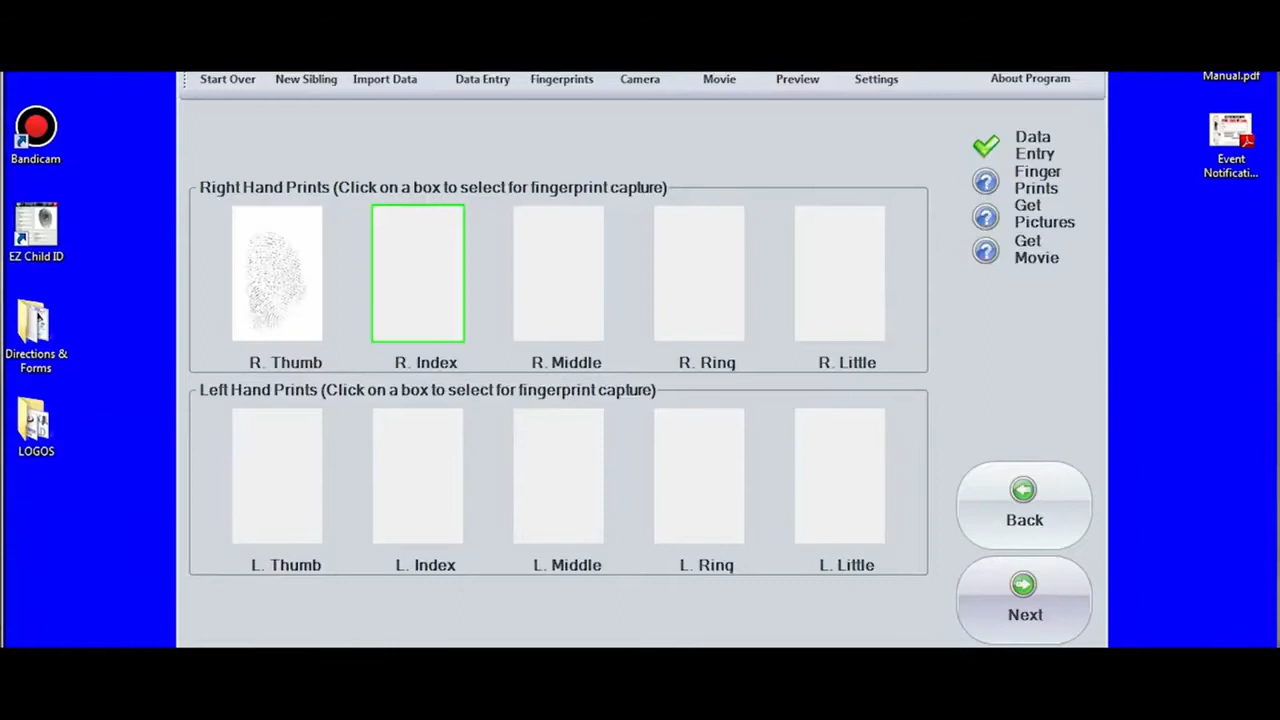 Start Over New Sibling Import Data Data Entry Fingerprints Camera Movie Preview Settings About Program
Manual.pdf
Bandicam
EZ Child ID
Directions &
Forms
LOGOS
Right Hand Prints (Click on a box to select for fingerprint capture)
R. Thumb R. Index R. Middle R. Ring R. Little
Left Hand Prints (Click on a box to select for fingerprint capture)
L. Thumb L. Index L. Middle L. Ring L. Little
Data
Entry
Finger
Prints
Get
Pictures
Get
Movie
Back
Next
Event
Notificati...